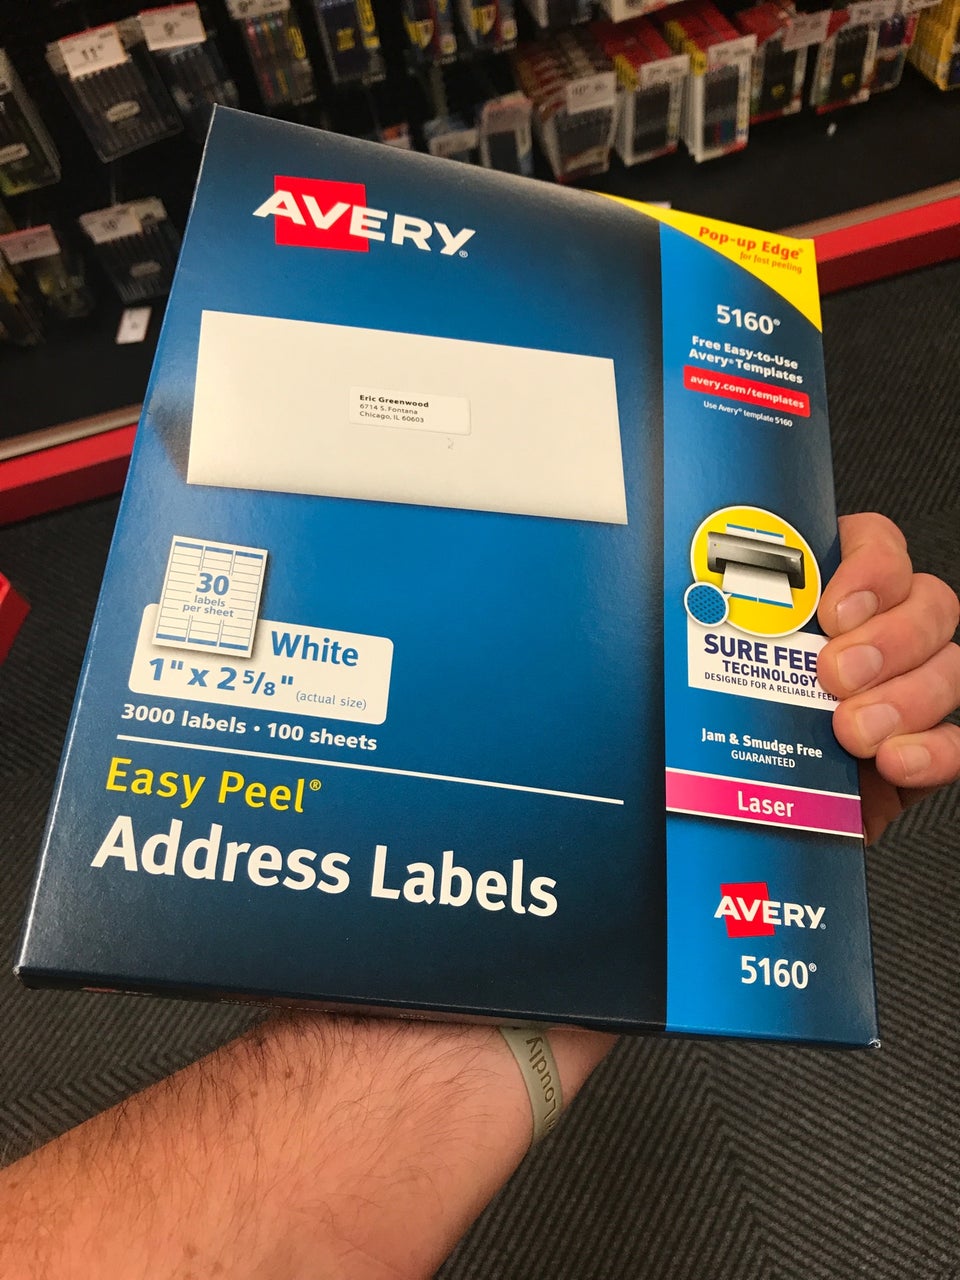 AVERY®
Pop-up Edge®
for fast peeling
5160®
Free Easy-to-Use
Avery® Templates
avery.com/templates
Use Avery® template 5160
Eric Greenwood
6714 S. Fontana
Chicago, IL 60603
30
labels
per sheet
White
1" x 2 5/8"
(actual size)
3000 labels • 100 sheets
Easy Peel®
Address Labels
SURE FEE
TECHNOLOGY
DESIGNED FOR A RELIABLE FEED
Jam & Smudge Free
GUARANTEED
Laser
AVERY®
5160®
Loudly